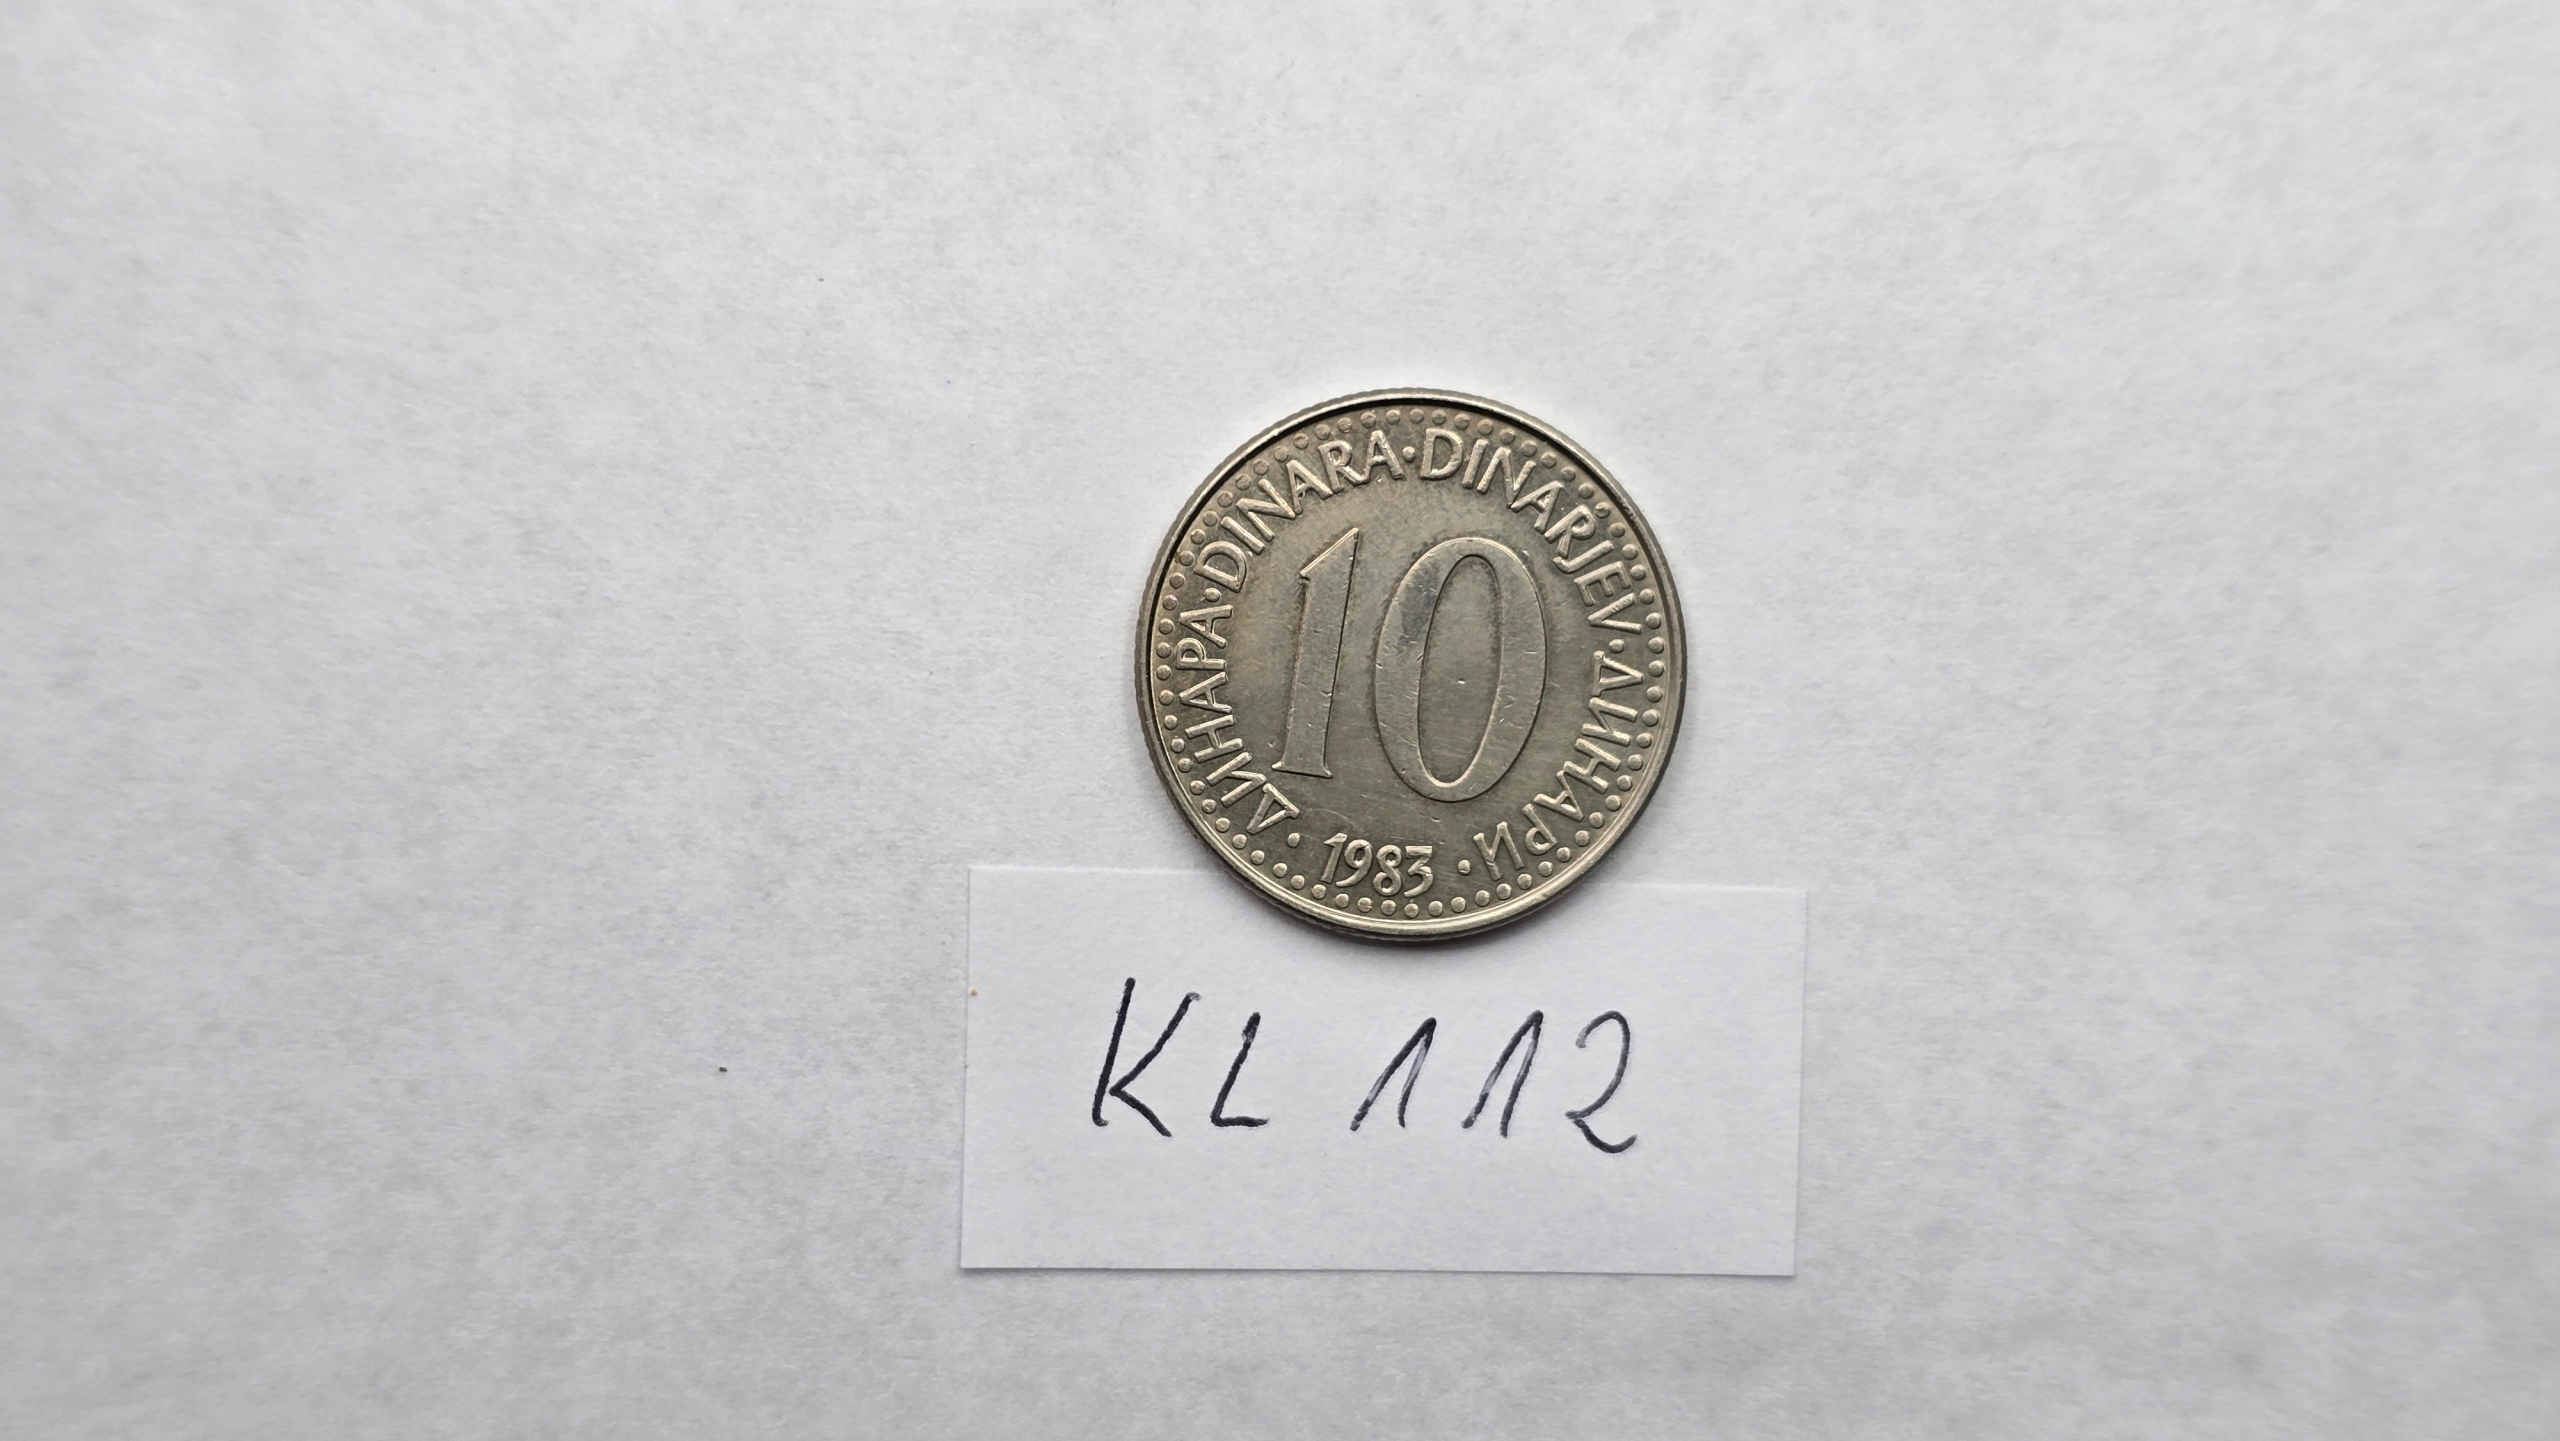 ДИНАРА · DINARA · DINARJEV · ДИНАРИ ·
10
1983
KL 112